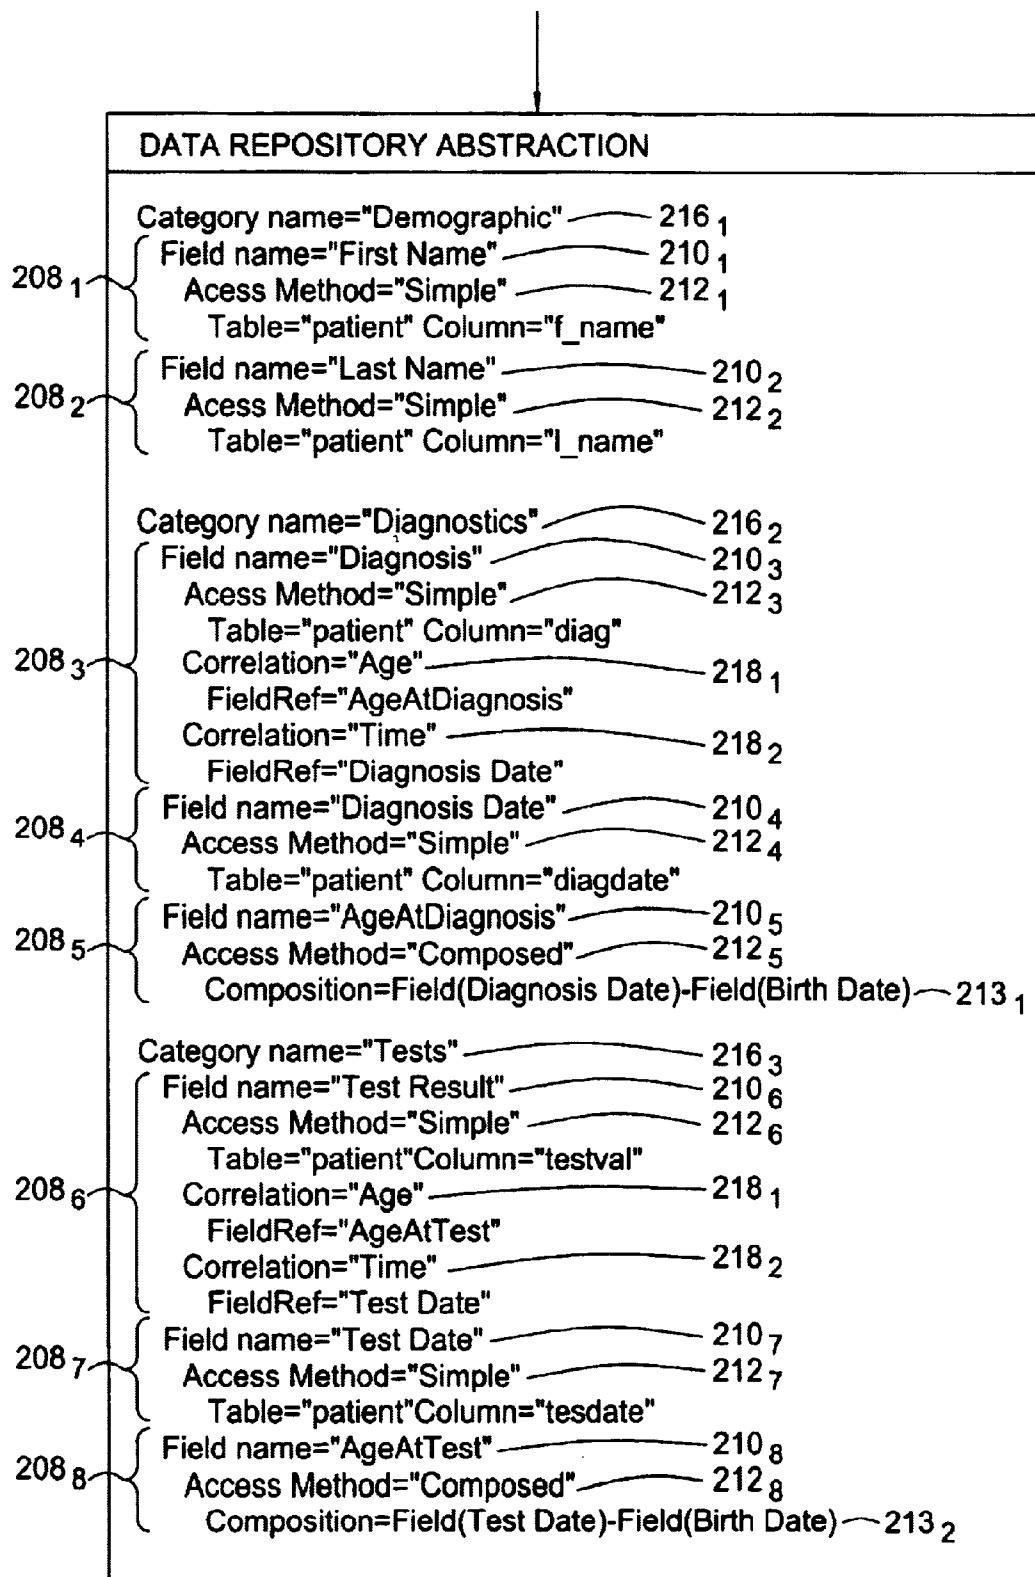 DATA REPOSITORY ABSTRACTION
Category name="Demographic" 216 1
Field name="First Name" 210 1
208 1 Acess Method="Simple" 212 1
Table="patient" Column="f_name"
Field name="Last Name" 210 2
208 2 Acess Method="Simple" 212 2
Table="patient" Column="l_name"
Category name="Diagnostics" 216 2
Field name="Diagnosis" 210 3
Acess Method="Simple" 212 3
Table="patient" Column="diag"
208 3 Correlation="Age" 218 1
FieldRef="AgeAtDiagnosis"
Correlation="Time" 218 2
FieldRef="Diagnosis Date"
Field name="Diagnosis Date" 210 4
208 4 Access Method="Simple" 212 4
Table="patient" Column="diagdate"
Field name="AgeAtDiagnosis" 210 5
208 5 Access Method="Composed" 212 5
Composition=Field(Diagnosis Date)-Field(Birth Date) 213 1
Category name="Tests" 216 3
Field name="Test Result" 210 6
Access Method="Simple" 212 6
Table="patient"Column="testval"
208 6 Correlation="Age" 218 1
FieldRef="AgeAtTest"
Correlation="Time" 218 2
FieldRef="Test Date"
Field name="Test Date" 210 7
208 7 Access Method="Simple" 212 7
Table="patient"Column="tesdate"
Field name="AgeAtTest" 210 8
208 8 Access Method="Composed" 212 8
Composition=Field(Test Date)-Field(Birth Date) 213 2